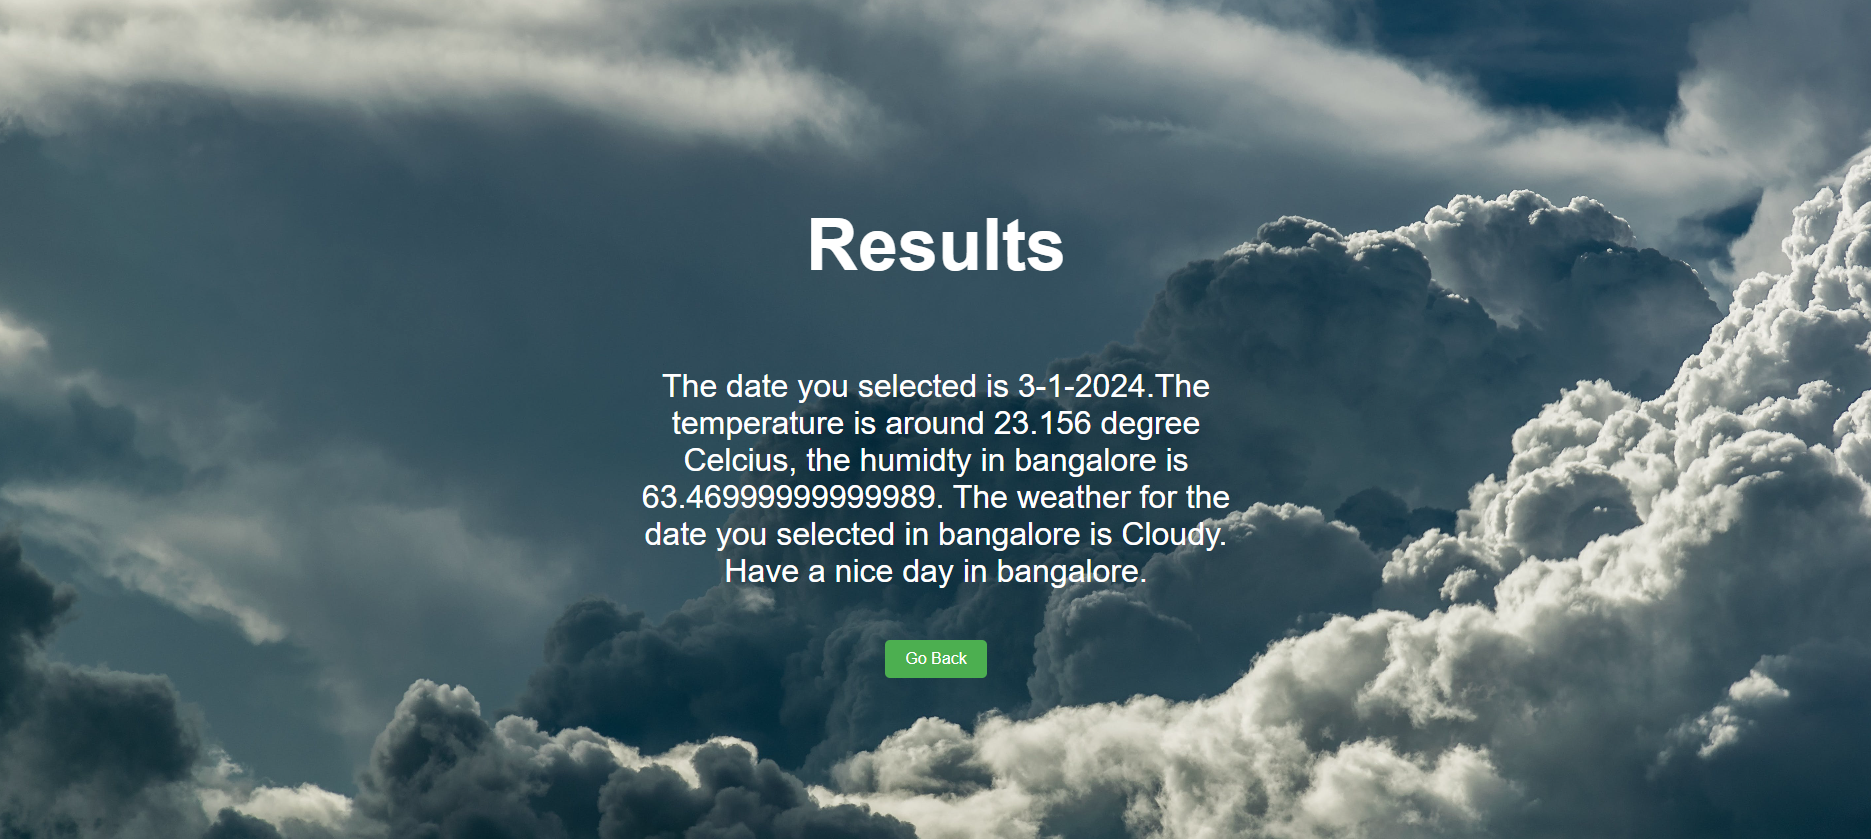 Results
The date you selected is 3-1-2024.The
temperature is around 23.156 degree
Celcius, the humidty in bangalore is
63.46999999999989. The weather for the
date you selected in bangalore is Cloudy.
Have a nice day in bangalore.
Go Back